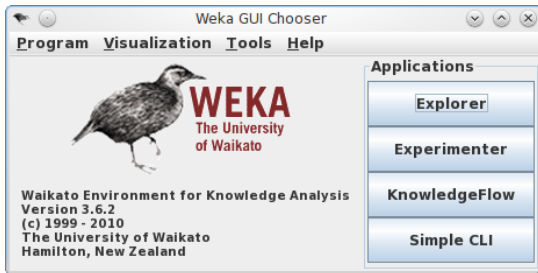 Weka GUI Chooser
Program Visualization Tools Help
WEKA
The University
of Waikato
Waikato Environment for Knowledge Analysis
Version 3.6.2
(c) 1999 - 2010
The University of Waikato
Hamilton, New Zealand
Applications
Explorer
Experimenter
KnowledgeFlow
Simple CLI